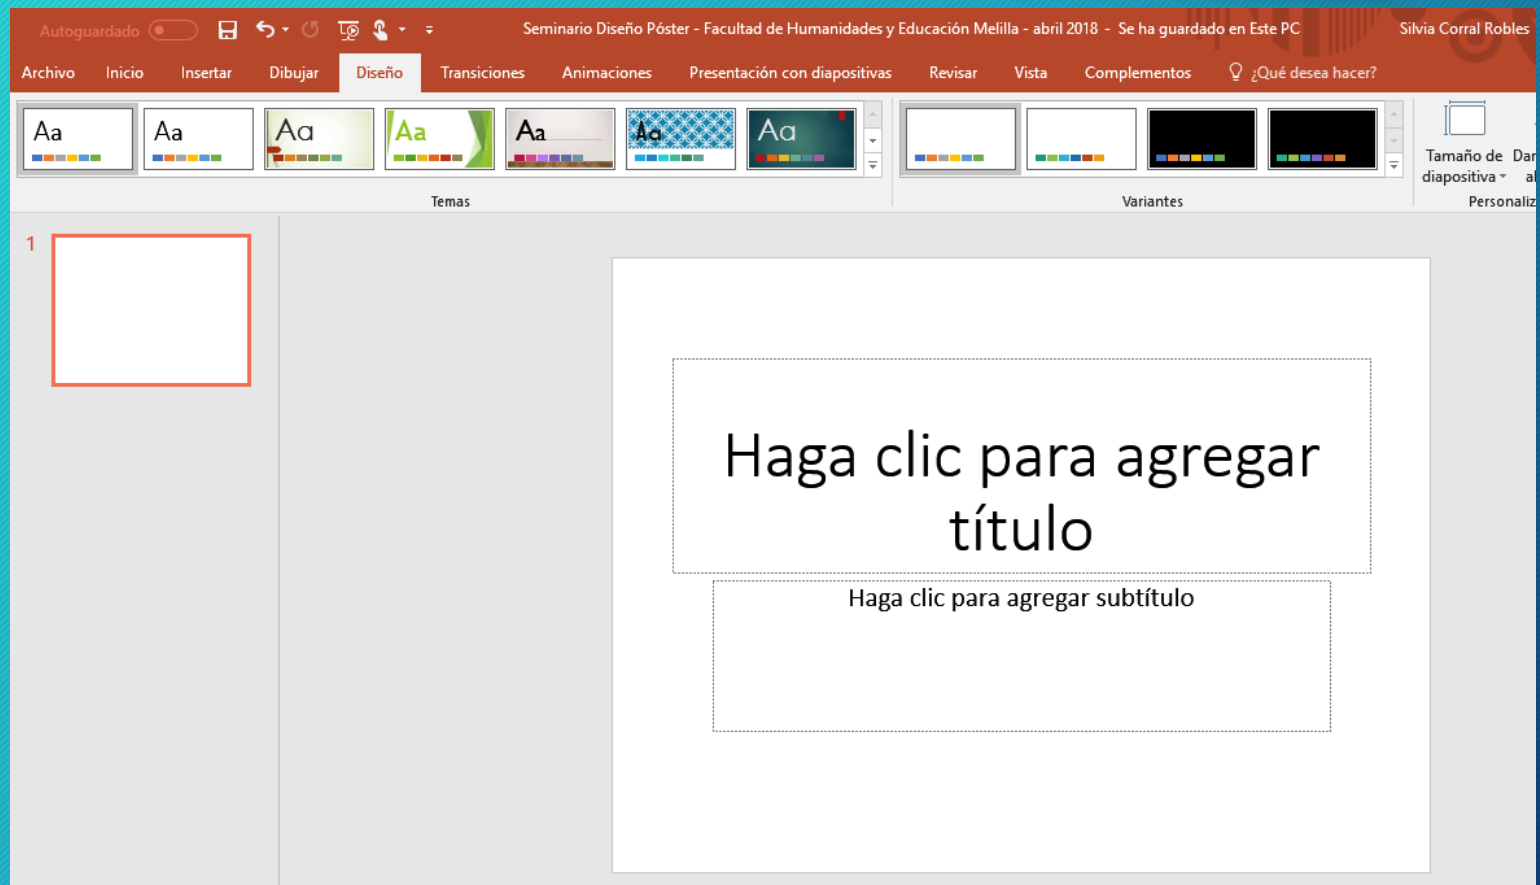 Autoguardado
Seminario Diseño Póster - Facultad de Humanidades y Educación Melilla - abril 2018 - Se ha guardado en Este PC
Silvia Corral Robles
Archivo Inicio Insertar Dibujar Diseño Transiciones Animaciones Presentación con diapositivas Revisar Vista Complementos ¿Qué desea hacer?
Aa Aa Aa Aa Aa Aa Aa
Tamaño de
diapositiva
Temas
Variantes
1
Haga clic para agregar
título
Haga clic para agregar subtítulo